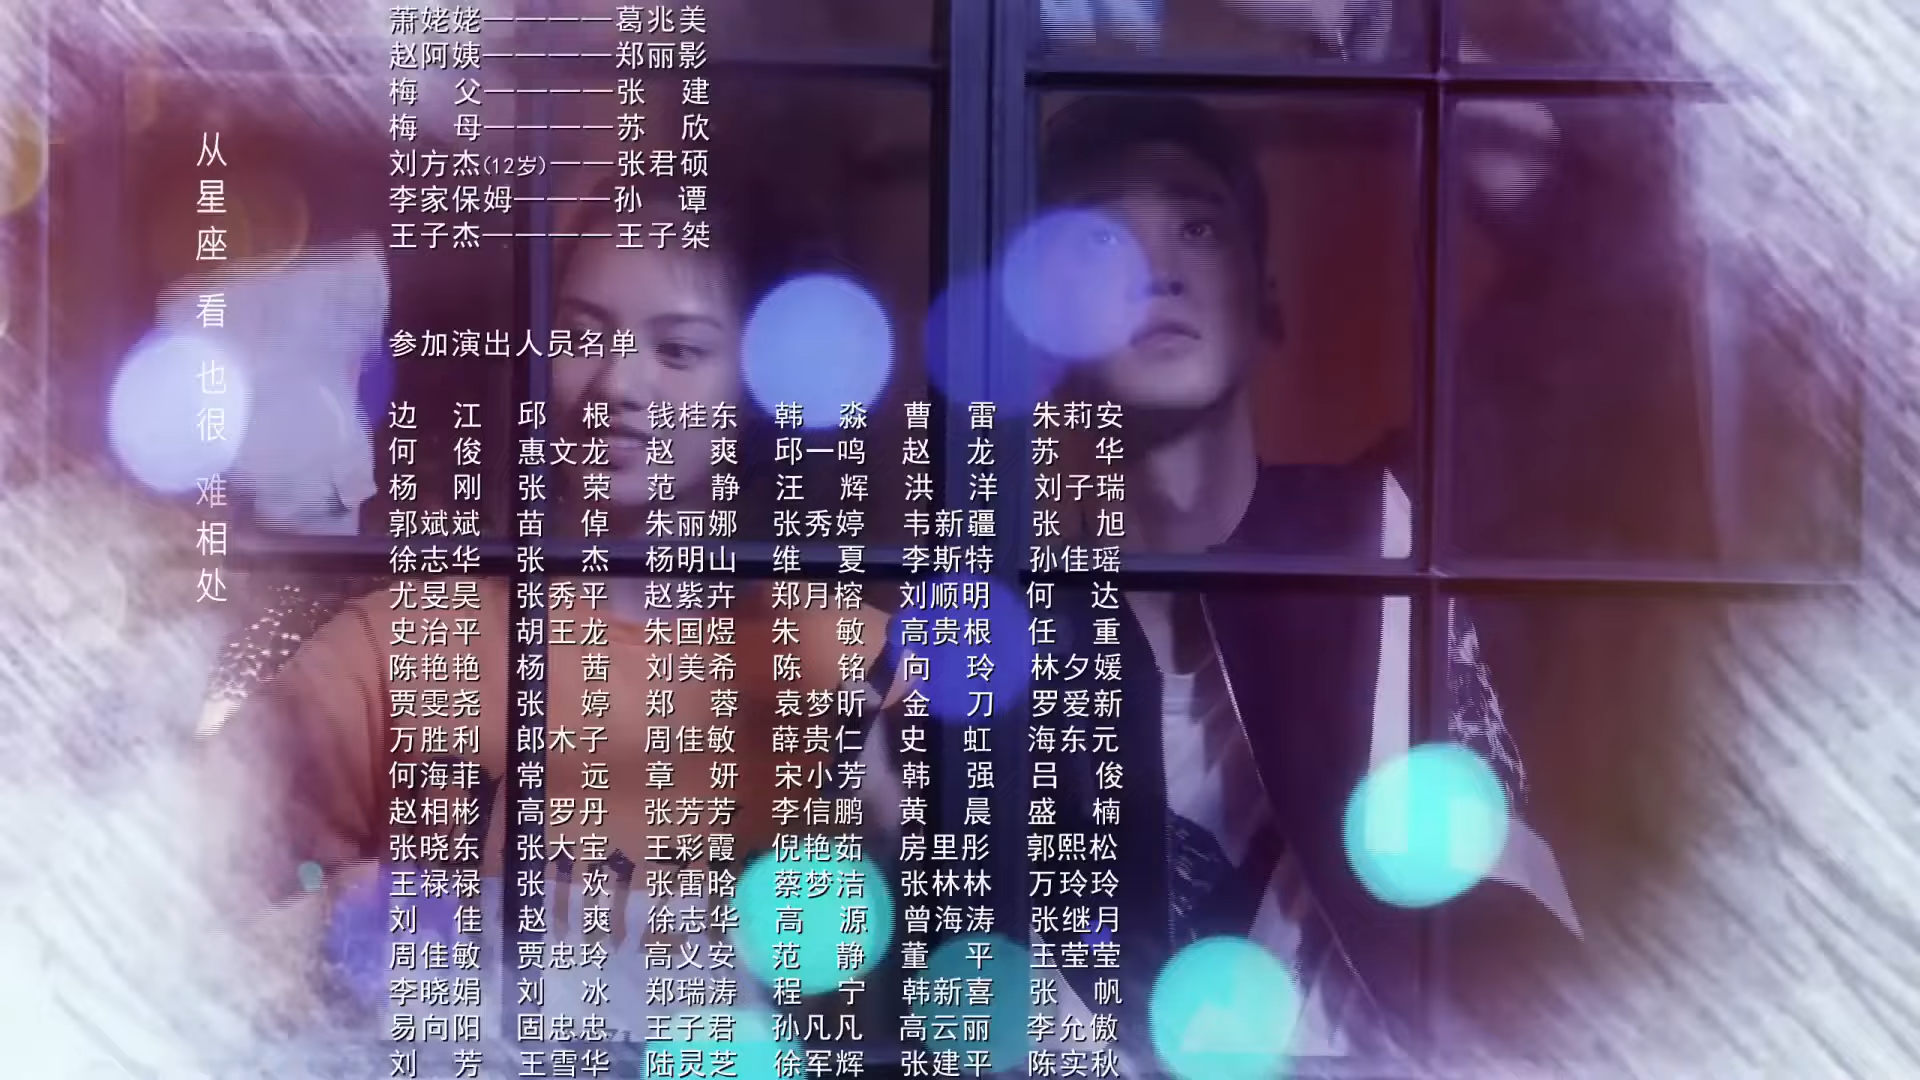 从星座 看 也很 难相处
萧姥姥————葛兆美
赵阿姨————郑丽影
梅 父————张 建
梅 母————苏 欣
刘方杰(12岁)——张君硕
李家保姆———孙 谭
王子杰————王子桀
参加演出人员名单
边 江 邱 根 钱桂东 韩 淼 曹 雷 朱莉安
何 俊 惠文龙 赵 爽 邱一鸣 赵 龙 苏 华
杨 刚 张 荣 范 静 汪 辉 洪 洋 刘子瑞
郭斌斌 苗 倬 朱丽娜 张秀婷 韦新疆 张 旭
徐志华 张 杰 杨明山 维 夏 李斯特 孙佳瑶
尤旻昊 张秀平 赵紫卉 郑月榕 刘顺明 何 达
史治平 胡王龙 朱国煜 朱 敏 高贵根 任 重
陈艳艳 杨 茜 刘美希 陈 铭 向 玲 林夕媛
贾雯尧 张 婷 郑 蓉 袁梦昕 金 刀 罗爱新
万胜利 郎木子 周佳敏 薛贵仁 史 虹 海东元
何海菲 常 远 章 妍 宋小芳 韩 强 吕 俊
赵相彬 高罗丹 张芳芳 李信鹏 黄 晨 盛 楠
张晓东 张大宝 王彩霞 倪艳茹 房里彤 郭熙松
王禄禄 张 欢 张雷晗 蔡梦洁 张林林 万玲玲
刘 佳 赵 爽 徐志华 高 源 曾海涛 张继月
周佳敏 贾忠玲 高义安 范 静 董 平 王莹莹
李晓娟 刘 冰 郑瑞涛 程 宁 韩新喜 张 帆
易向阳 固忠忠 王子君 孙凡凡 高云丽 李允傲
刘 芳 王雪华 陆灵芝 徐军辉 张建平 陈实秋